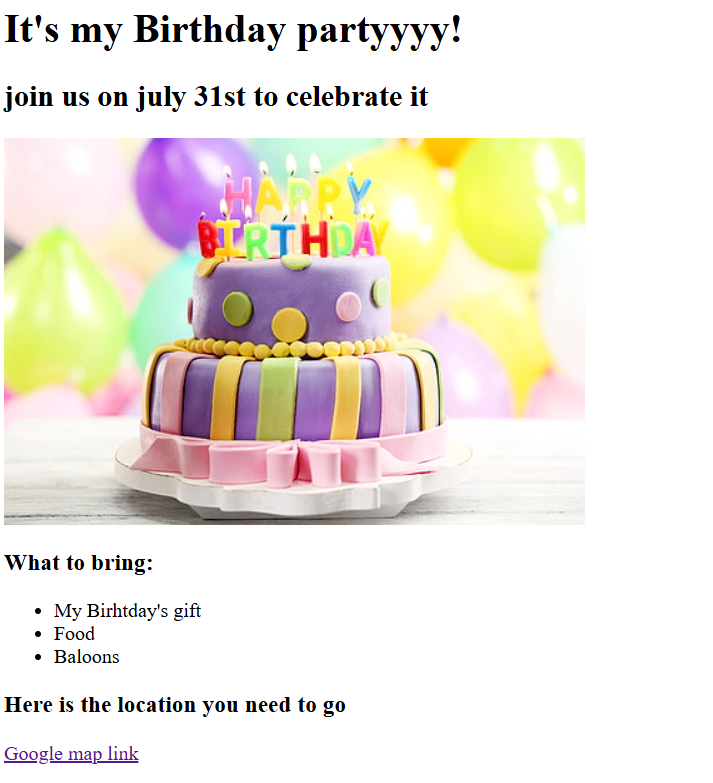 It's my Birthday partyyyy!
join us on july 31st to celebrate it
HAPPY
BIRTHDAY
What to bring:
My Birhtday's gift
Food
Baloons
Here is the location you need to go
Google map link